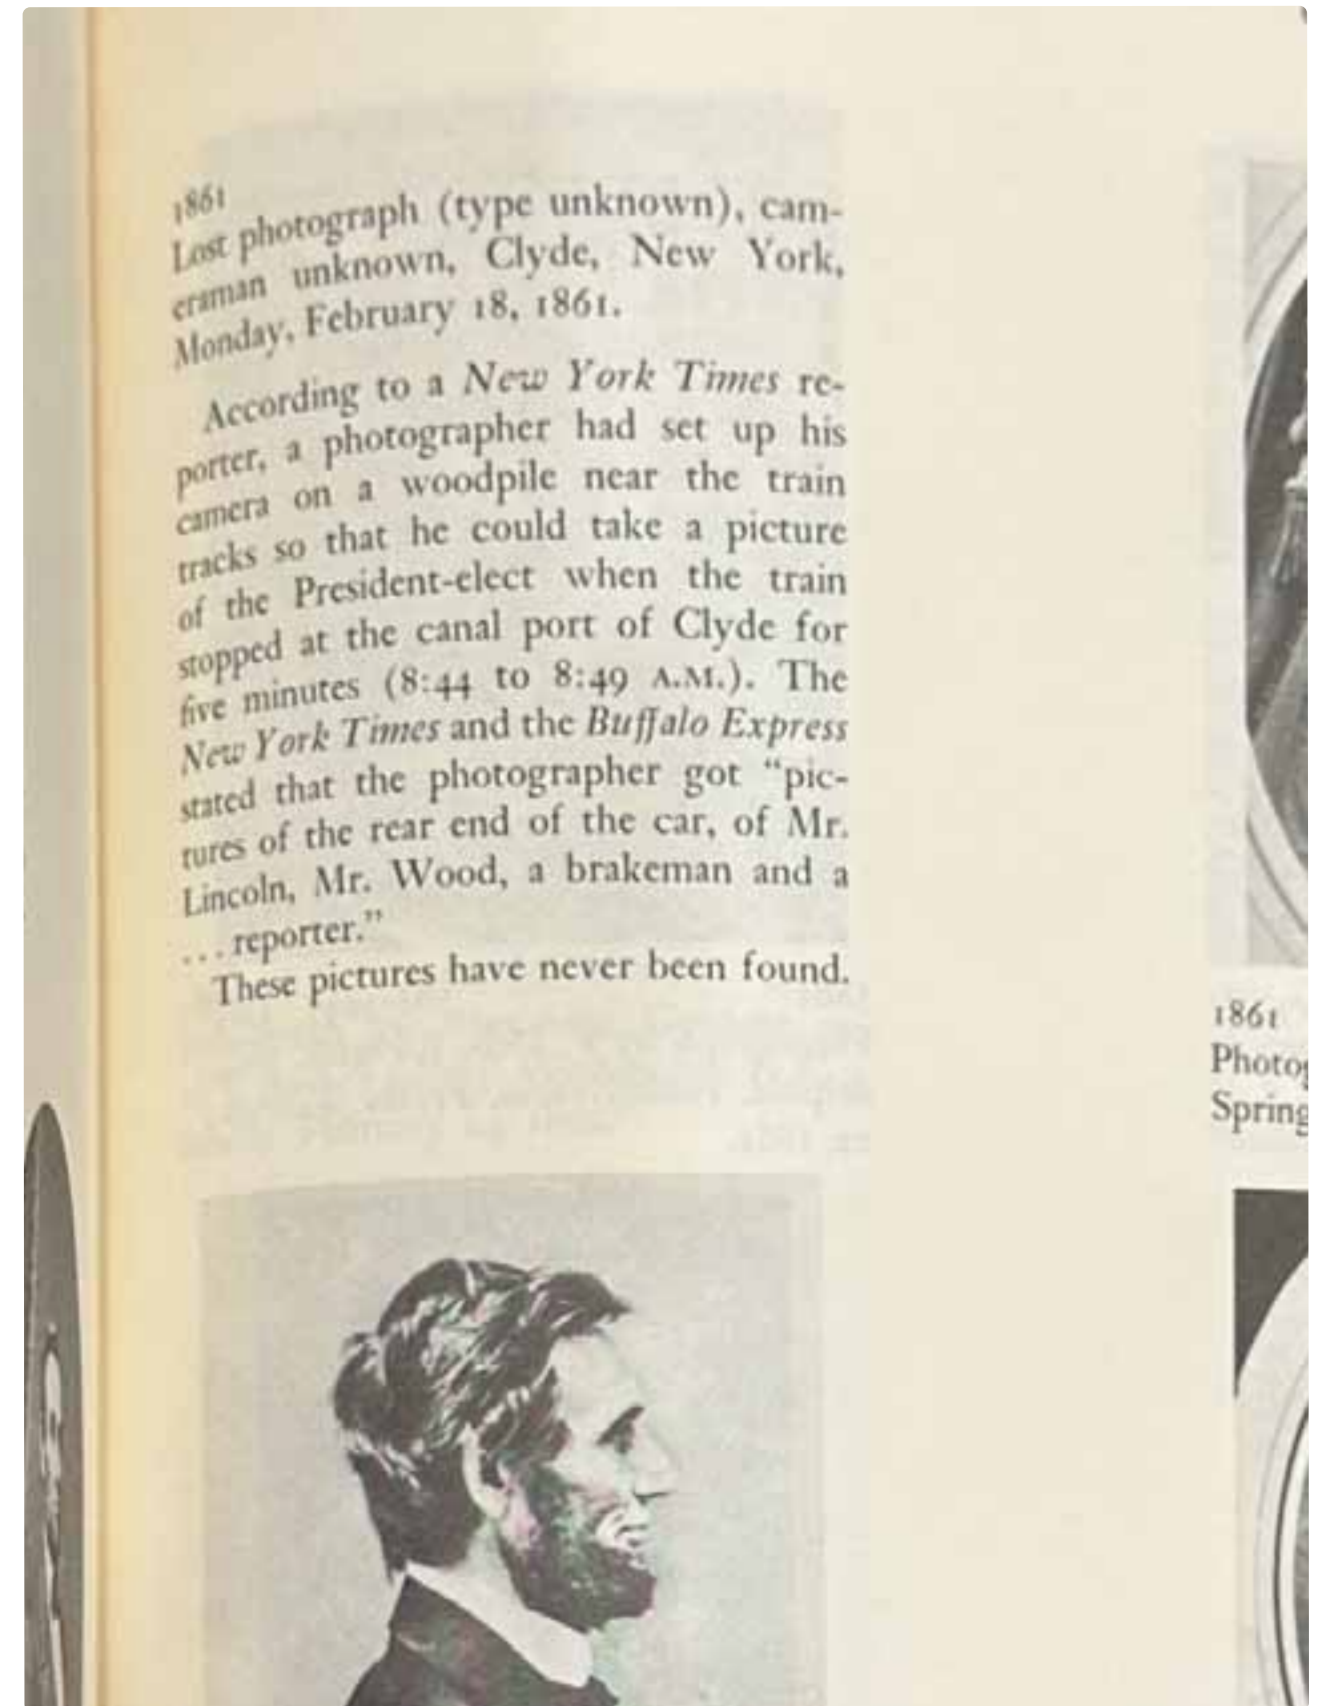 1861
Lost photograph (type unknown), cam-
eraman unknown, Clyde, New York,
Monday, February 18, 1861.
According to a New York Times re-
porter, a photographer had set up his
camera on a woodpile near the train
tracks so that he could take a picture
of the President-elect when the train
stopped at the canal port of Clyde for
five minutes (8:44 to 8:49 A.M.). The
New York Times and the Buffalo Express
stated that the photographer got “pic-
tures of the rear end of the car, of Mr.
Lincoln, Mr. Wood, a brakeman and a
... reporter.”
These pictures have never been found.
1861
Photog
Spring